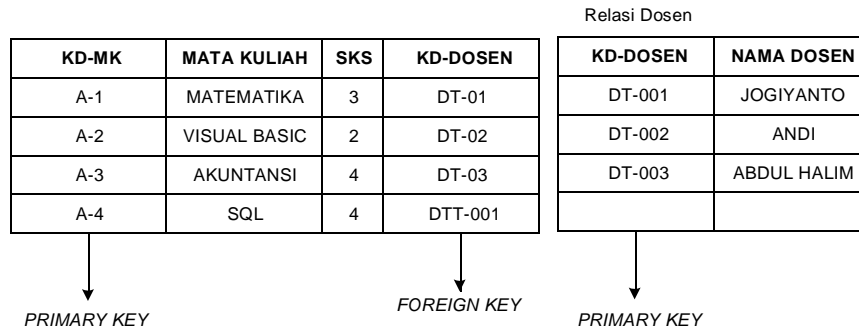 Relasi Dosen
KD-MK MATA KULIAH SKS KD-DOSEN
A-1 MATEMATIKA 3 DT-01
A-2 VISUAL BASIC 2 DT-02
A-3 AKUNTANSI 4 DT-03
A-4 SQL 4 DTT-001
KD-DOSEN NAMA DOSEN
DT-001 JOGIYANTO
DT-002 ANDI
DT-003 ABDUL HALIM
PRIMARY KEY
FOREIGN KEY
PRIMARY KEY